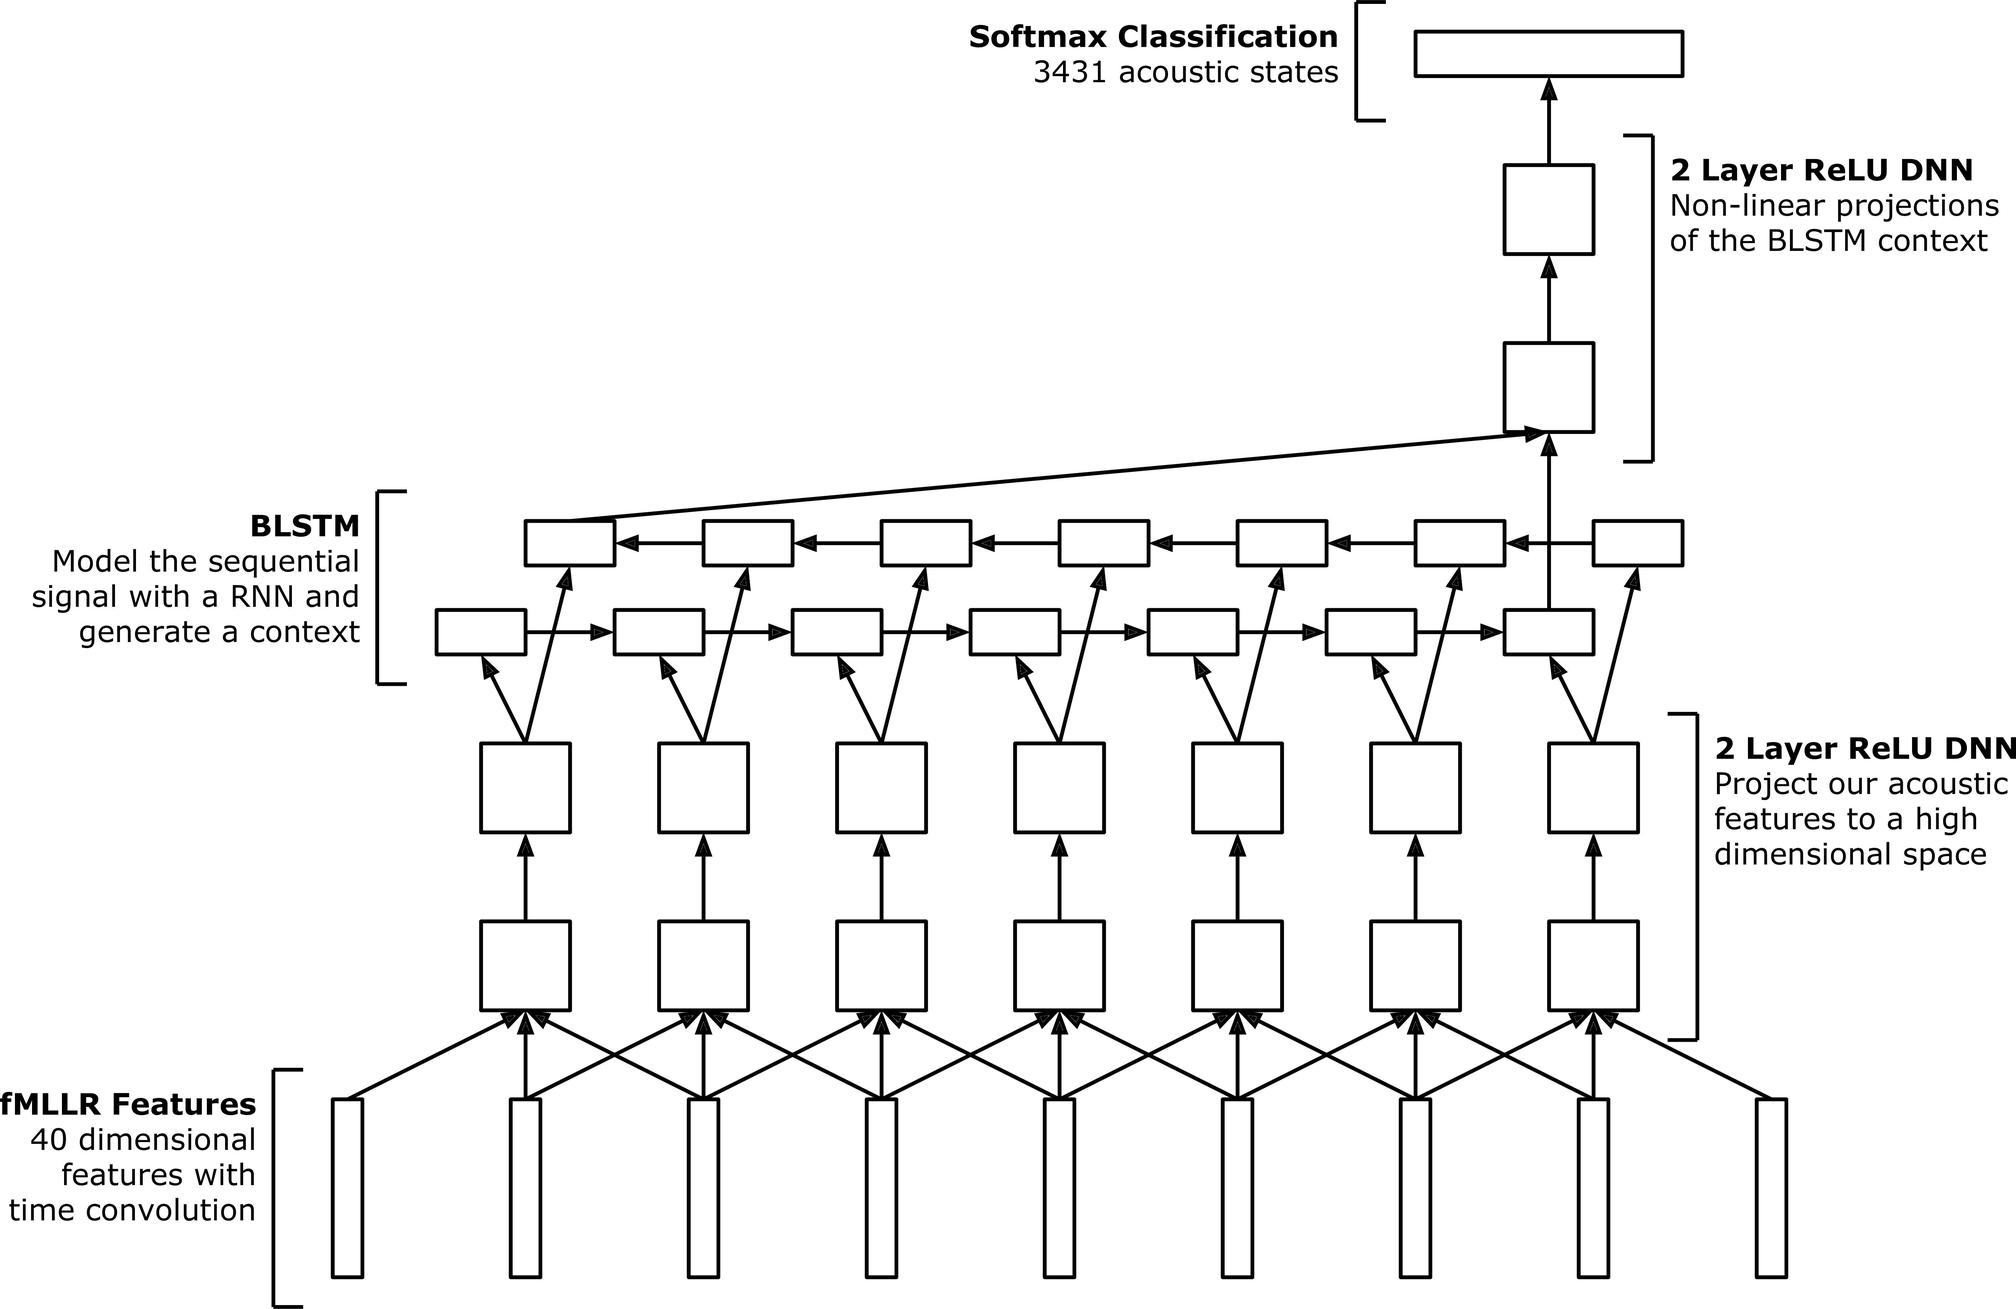 Softmax Classification
3431 acoustic states
2 Layer ReLU DNN
Non-linear projections
of the BLSTM context
BLSTM
Model the sequential
signal with a RNN and
generate a context
2 Layer ReLU DNN
Project our acoustic
features to a high
dimensional space
fMLLR Features
40 dimensional
features with
time convolution